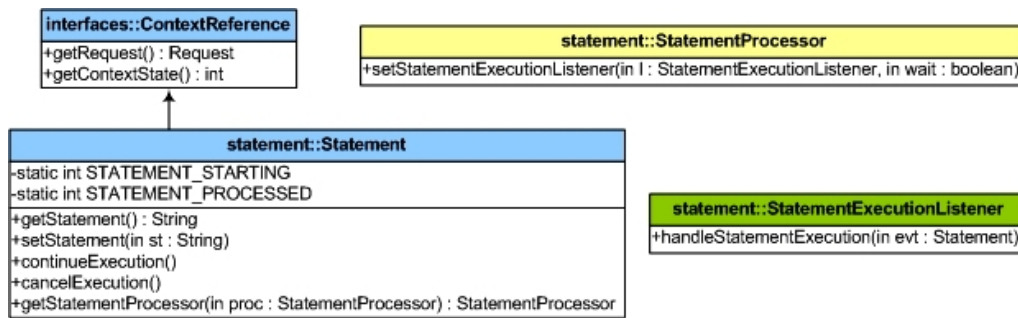 interfaces::ContextReference
+getRequest() : Request
+getContextState() : int
statement::StatementProcessor
+setStatementExecutionListener(in l : StatementExecutionListener, in wait : boolean)
statement::Statement
-static int STATEMENT_STARTING
-static int STATEMENT_PROCESSED
+getStatement() : String
+setStatement(in st : String)
+continueExecution()
+cancelExecution()
+getStatementProcessor(in proc : StatementProcessor) : StatementProcessor
statement::StatementExecutionListener
+handleStatementExecution(in evt : Statement)